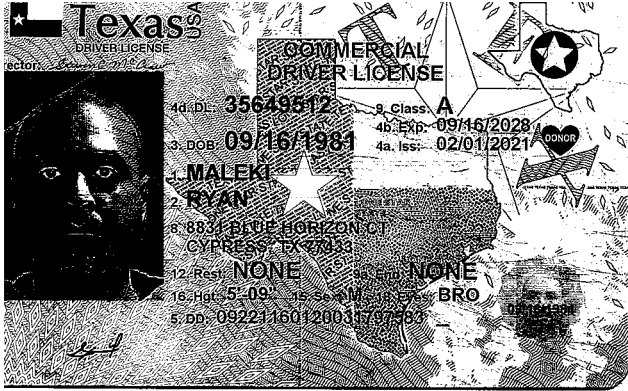 Texas USA
DRIVER LICENSE
COMMERCIAL
DRIVER LICENSE
4d. DL: 35649512 9. Class: A
4b. Exp: 09/16/2028
3. DOB: 09/16/1981 4a. Iss: 02/01/2021
DONOR
1. MALEKI
2. RYAN
8. 8831 BLUE HORIZON CT
CYPRESS, TX 77433
12. Rest: NONE 9a. End: NONE
16. Hgt: 5'-09" 15. Sex: M 18. Eyes: BRO
5. DD: 09221160120031797583